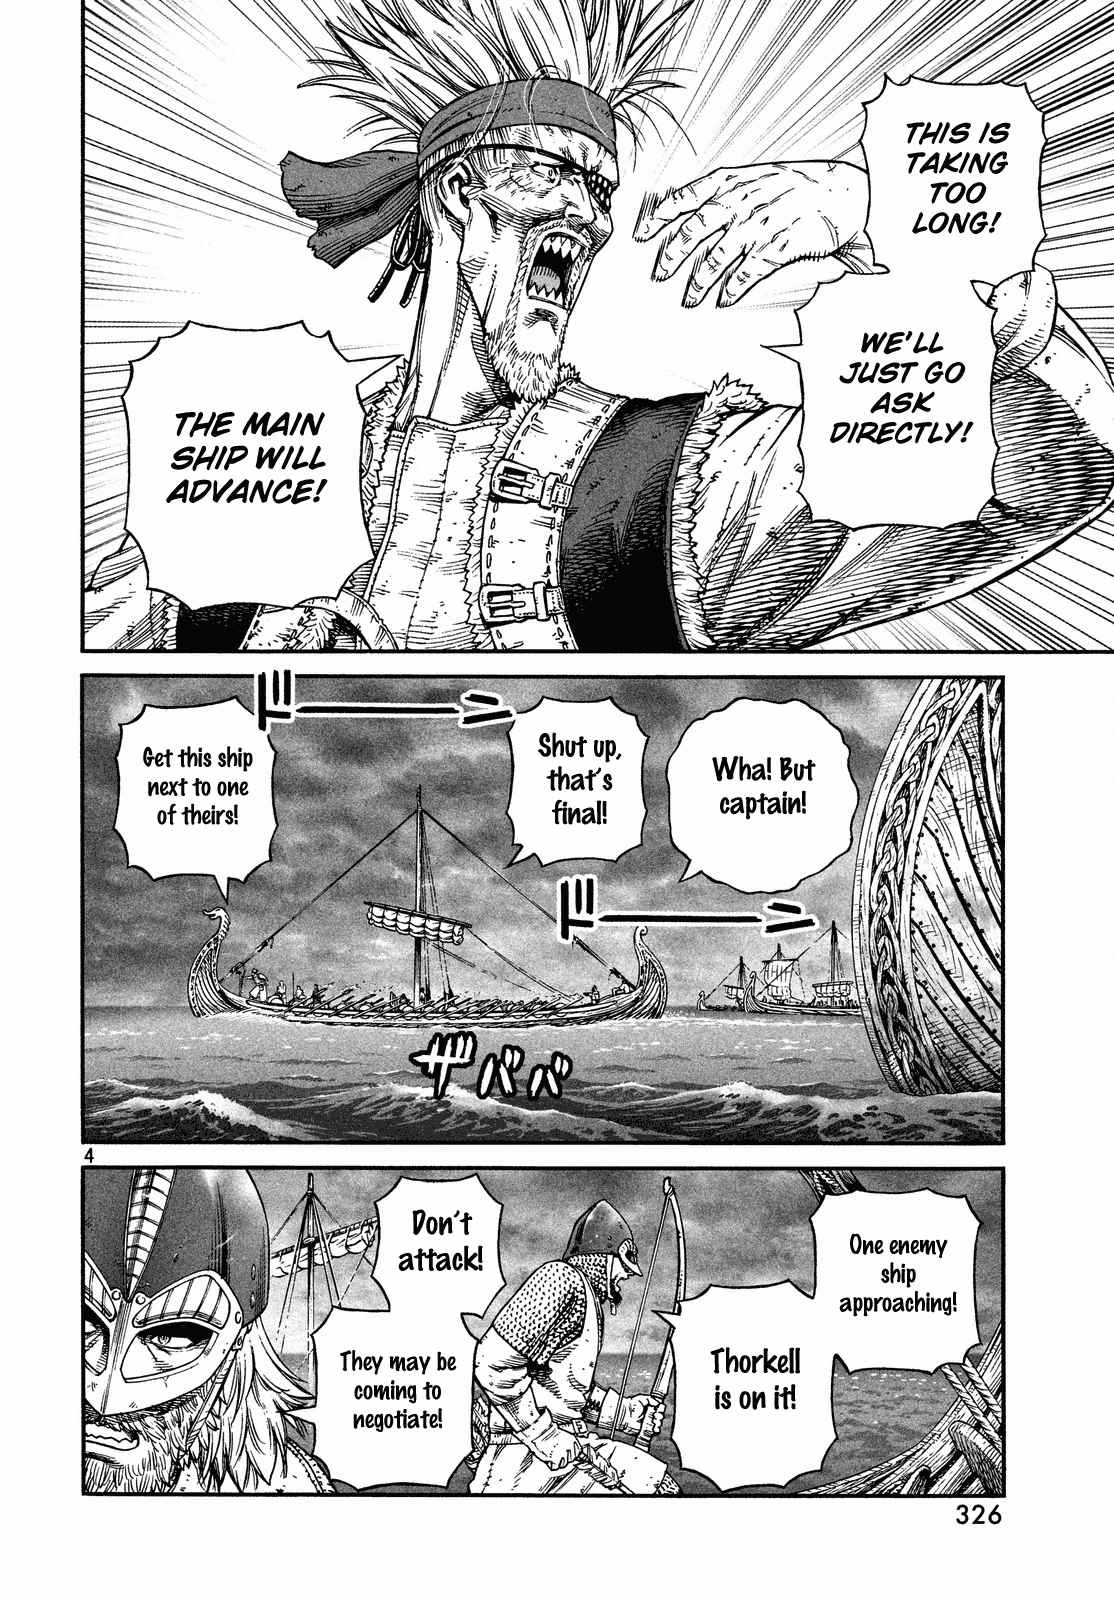 THIS IS
TAKING
TOO
LONG!
WE'LL
JUST GO
ASK
DIRECTLY!
THE MAIN
SHIP WILL
ADVANCE!
Wha! But
captain!
Shut up,
that's
final!
Get this ship
next to one
of theirs!
ドーン
ドーン
ザババ
4
One enemy
ship
approaching!
Thorkell
is on it!
Don't
attack!
They may be
coming to
negotiate!
326